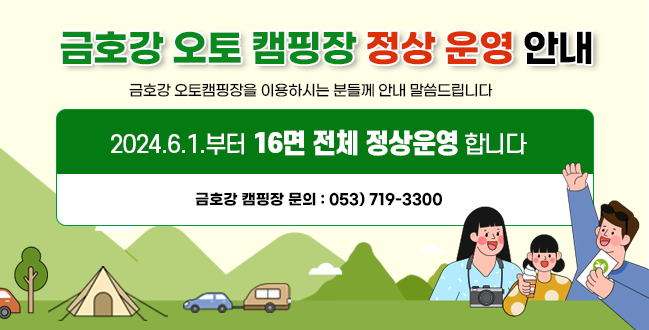 금호강 오토 캠핑장 정상 운영 안내
금호강 오토캠핑장을 이용하시는 분들께 안내 말씀드립니다
2024.6.1.부터 16면 전체 정상운영 합니다
금호강 캠핑장 문의 : 053) 719-3300